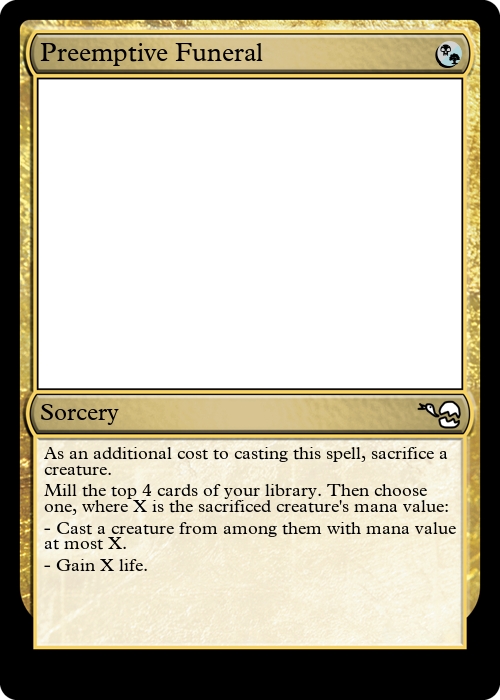 Preemptive Funeral
Sorcery
As an additional cost to casting this spell, sacrifice a
creature.
Mill the top 4 cards of your library. Then choose
one, where X is the sacrificed creature's mana value:
- Cast a creature from among them with mana value
at most X.
- Gain X life.